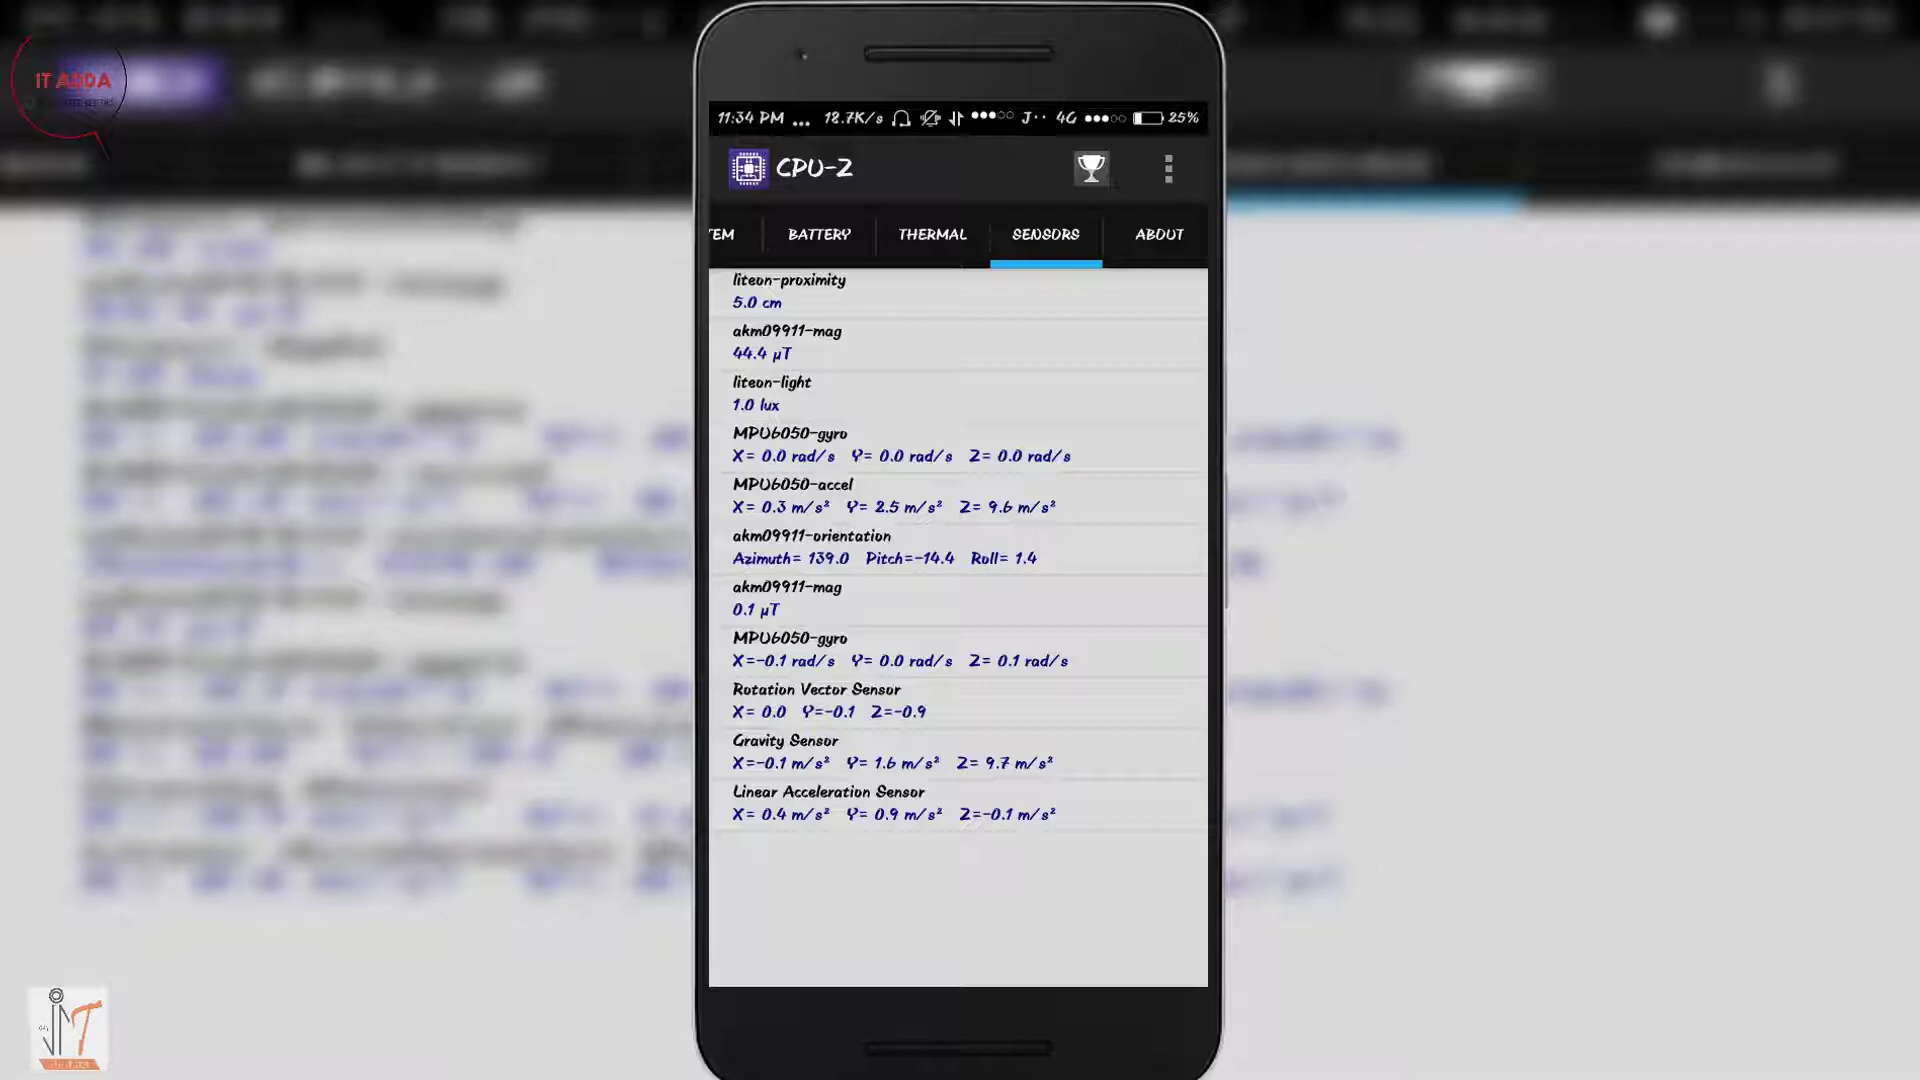 IT ADDA
11:34 PM ... 18.7K/s J·· 4G 25%
CPU-Z
TEM BATTERY THERMAL SENSORS ABOUT
liteon-proximity
5.0 cm
akm09911-mag
44.4 µT
liteon-light
1.0 lux
MPU6050-gyro
X= 0.0 rad/s Y= 0.0 rad/s Z= 0.0 rad/s
MPU6050-accel
X= 0.3 m/s² Y= 2.5 m/s² Z= 9.6 m/s²
akm09911-orientation
Azimuth= 139.0 Pitch=-14.4 Roll= 1.4
akm09911-mag
0.1 µT
MPU6050-gyro
X=-0.1 rad/s Y= 0.0 rad/s Z= 0.1 rad/s
Rotation Vector Sensor
X= 0.0 Y=-0.1 Z=-0.9
Gravity Sensor
X=-0.1 m/s² Y= 1.6 m/s² Z= 9.7 m/s²
Linear Acceleration Sensor
X= 0.4 m/s² Y= 0.9 m/s² Z=-0.1 m/s²